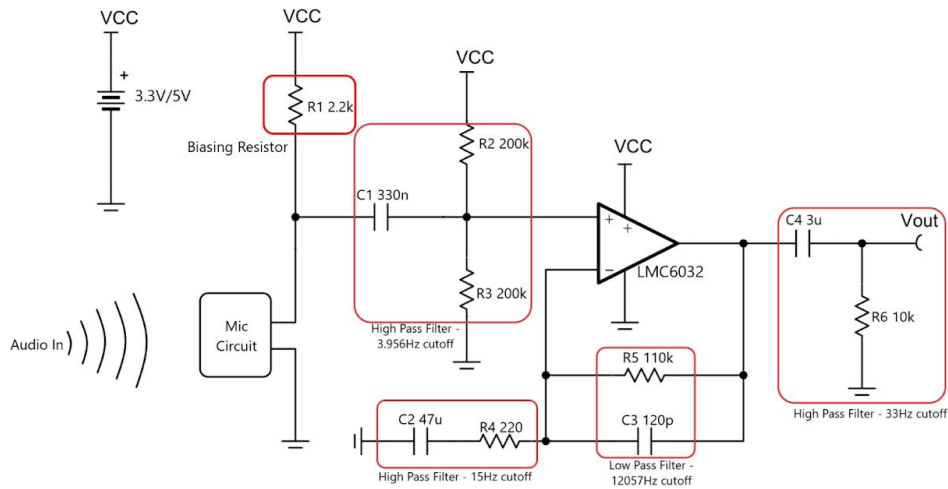 VCC
+
3.3V/5V
VCC
R1 2.2k
Biasing Resistor
VCC
R2 200k
C1 330n
R3 200k
High Pass Filter -
3.956Hz cutoff
Audio In
Mic
Circuit
VCC
+
+
−
LMC6032
C4 3u
Vout
R6 10k
High Pass Filter - 33Hz cutoff
R5 110k
C3 120p
Low Pass Filter -
12057Hz cutoff
C2 47u
R4 220
High Pass Filter - 15Hz cutoff